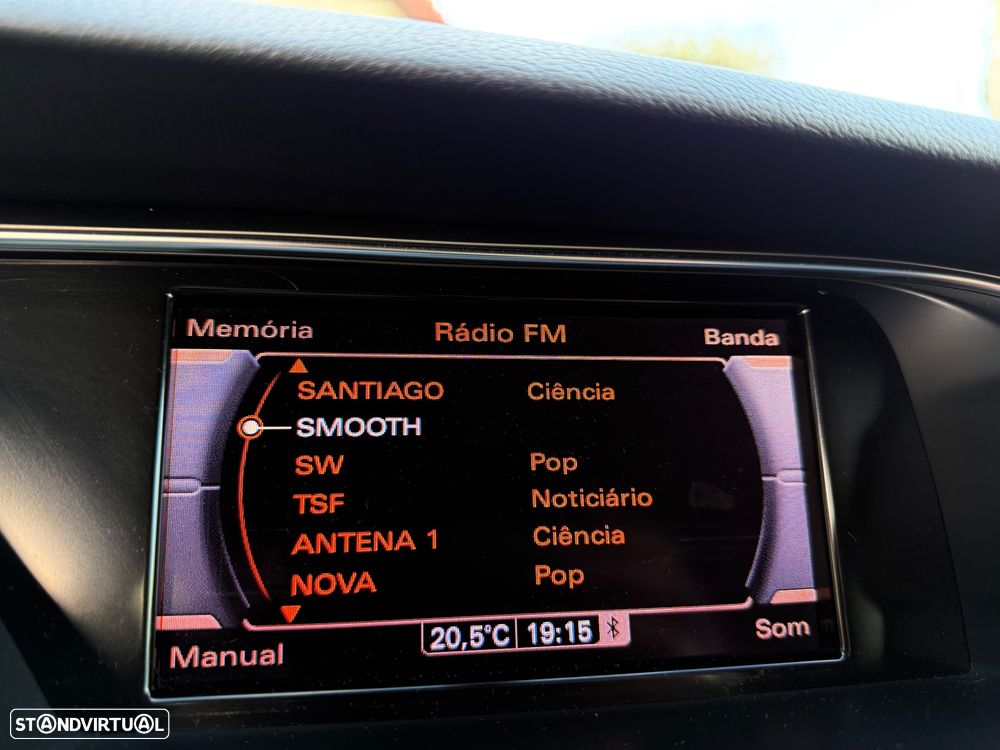 Memória Rádio FM Banda
SANTIAGO Ciência
SMOOTH
SW Pop
TSF Noticiário
ANTENA 1 Ciência
NOVA Pop
Manual 20,5°C 19:15 Som
STANDVIRTUAL